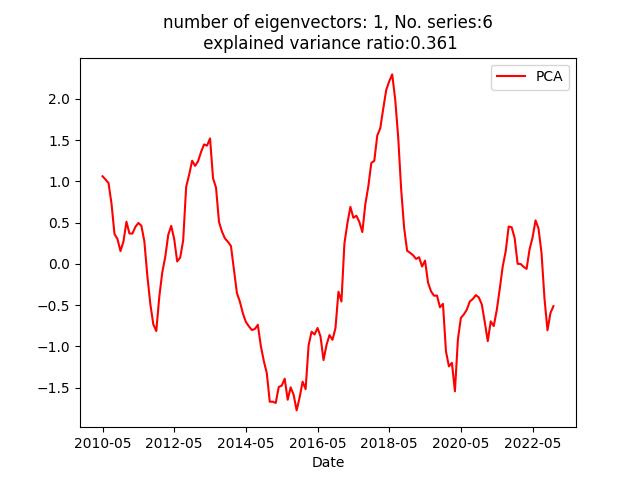 number of eigenvectors: 1, No. series:6
explained variance ratio:0.361
PCA
2.0
1.5
1.0
0.5
0.0
−0.5
−1.0
−1.5
2010-05 2012-05 2014-05 2016-05 2018-05 2020-05 2022-05
Date